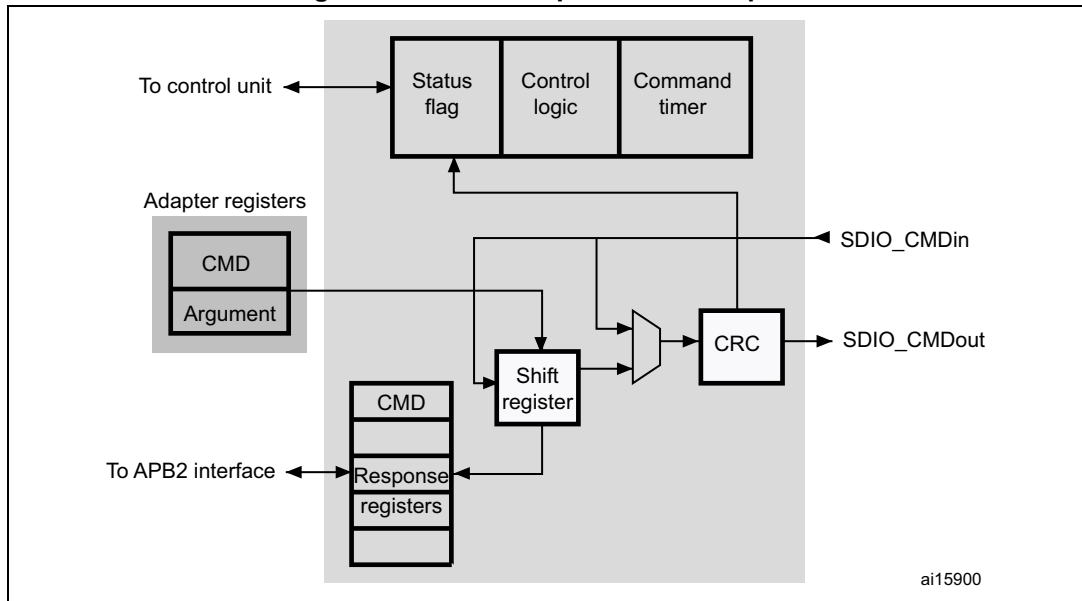 To control unit
Status
flag
Control
logic
Command
timer
Adapter registers
CMD
Argument
SDIO_CMDin
SDIO_CMDout
CRC
Shift
register
CMD
To APB2 interface
Response
registers
ai15900